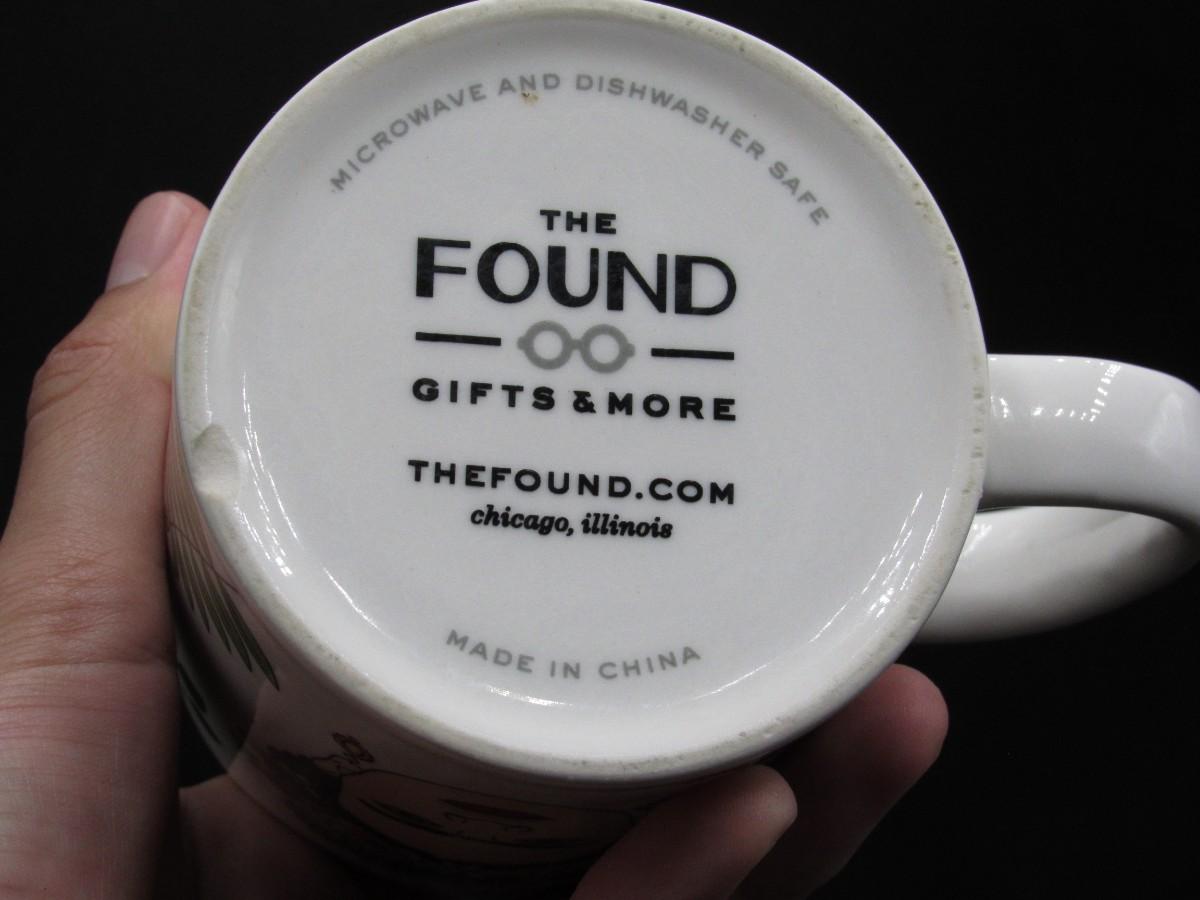 MICROWAVE AND DISHWASHER SAFE
THE
FOUND
GIFTS & MORE
THEFOUND.COM
chicago, illinois
MADE IN CHINA